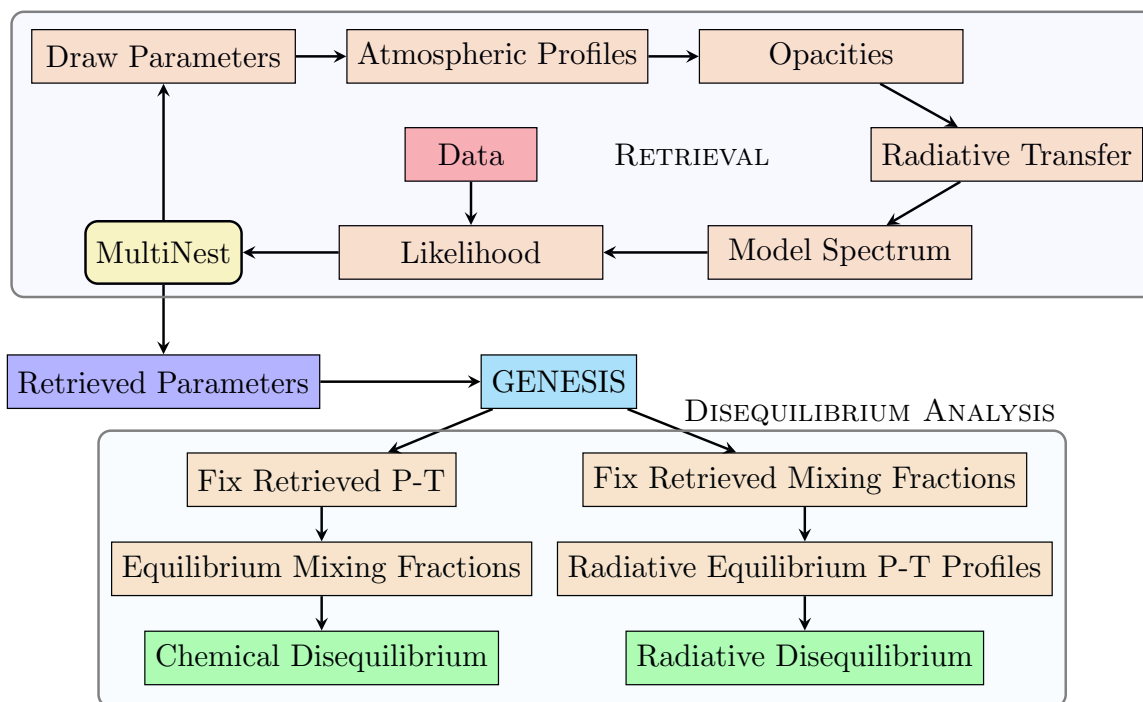 Draw Parameters
Atmospheric Profiles
Opacities
Data
RETRIEVAL
Radiative Transfer
MultiNest
Likelihood
Model Spectrum
Retrieved Parameters
GENESIS
DISEQUILIBRIUM ANALYSIS
Fix Retrieved P-T
Fix Retrieved Mixing Fractions
Equilibrium Mixing Fractions
Radiative Equilibrium P-T Profiles
Chemical Disequilibrium
Radiative Disequilibrium